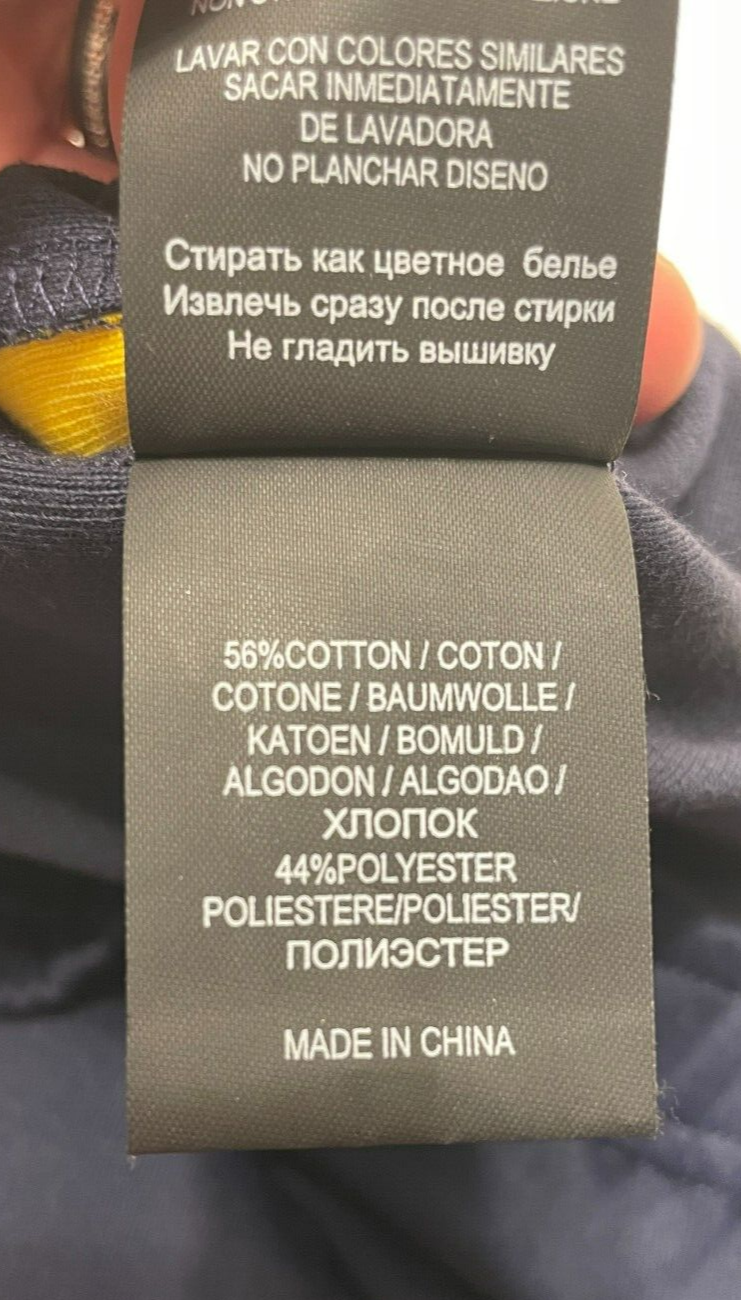 LAVAR CON COLORES SIMILARES
SACAR INMEDIATAMENTE
DE LAVADORA
NO PLANCHAR DISENO
Стирать как цветное белье
Извлечь сразу после стирки
Не гладить вышивку
56%COTTON / COTON /
COTONE / BAUMWOLLE /
KATOEN / BOMULD /
ALGODON / ALGODAO /
ХЛОПОК
44%POLYESTER
POLIESTERE/POLIESTER/
ПОЛИЭСТЕР
MADE IN CHINA